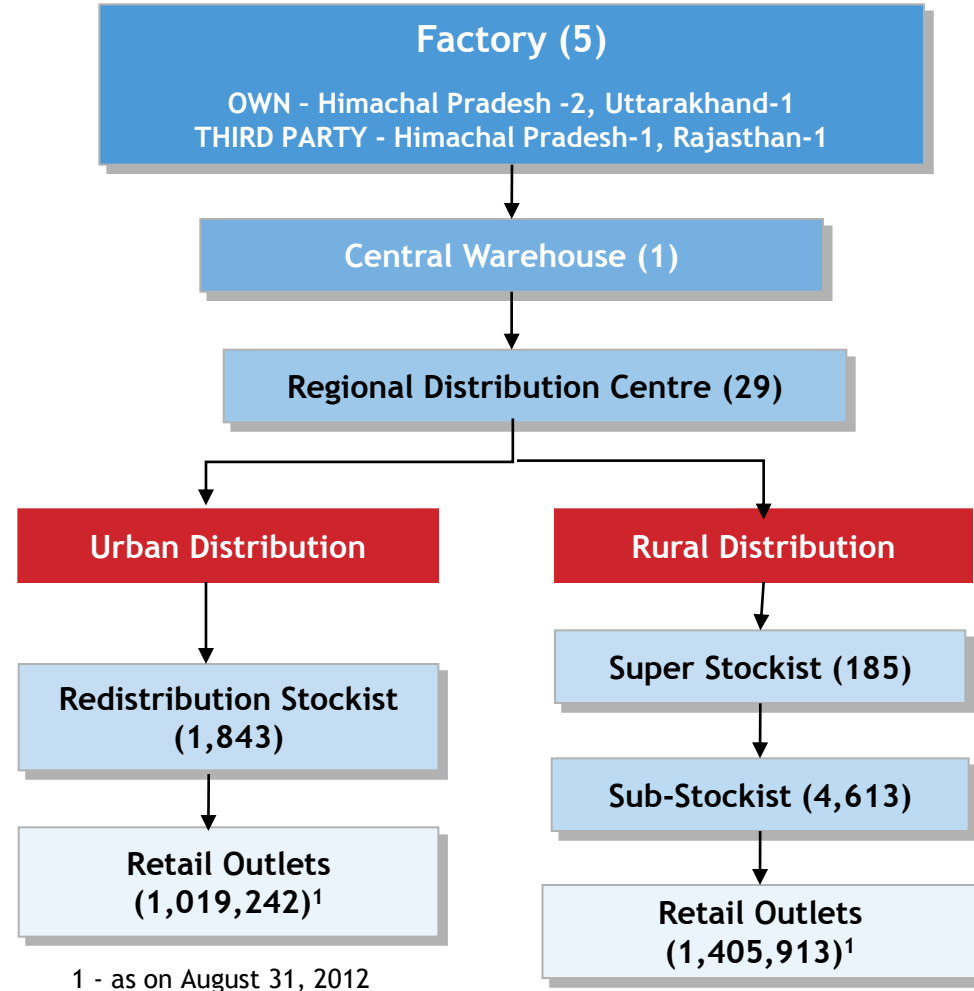 Factory (5)
OWN – Himachal Pradesh -2, Uttarakhand-1
THIRD PARTY - Himachal Pradesh-1, Rajasthan-1
Central Warehouse (1)
Regional Distribution Centre (29)
Urban Distribution
Redistribution Stockist
(1,843)
Retail Outlets
(1,019,242)¹
1 - as on August 31, 2012
Rural Distribution
Super Stockist (185)
Sub-Stockist (4,613)
Retail Outlets
(1,405,913)¹